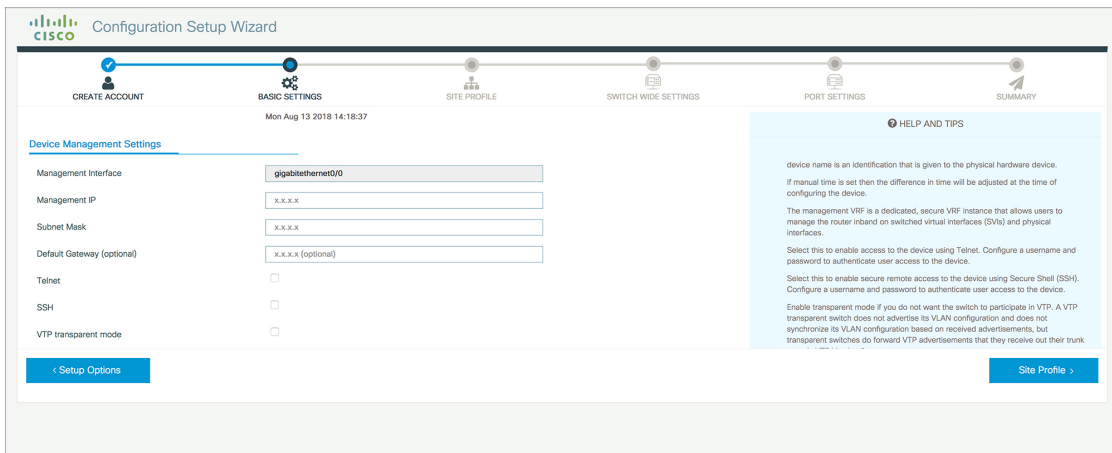 CISCO
Configuration Setup Wizard
CREATE ACCOUNT
BASIC SETTINGS
SITE PROFILE
SWITCH WIDE SETTINGS
PORT SETTINGS
SUMMARY
Mon Aug 13 2018 14:18:37
Device Management Settings
Management Interface
gigabitethernet0/0
Management IP
x.x.x.x
Subnet Mask
x.x.x.x
Default Gateway (optional)
x.x.x.x (optional)
Telnet
SSH
VTP transparent mode
HELP AND TIPS
device name is an identification that is given to the physical hardware device.
If manual time is set then the difference in time will be adjusted at the time of
configuring the device.
The management VRF is a dedicated, secure VRF instance that allows users to
manage the router inband on switched virtual interfaces (SVIs) and physical
interfaces.
Select this to enable access to the device using Telnet. Configure a username and
password to authenticate user access to the device.
Select this to enable secure remote access to the device using Secure Shell (SSH).
Configure a username and password to authenticate user access to the device.
Enable transparent mode if you do not want the switch to participate in VTP. A VTP
transparent switch does not advertise its VLAN configuration and does not
synchronize its VLAN configuration based on received advertisements, but
transparent switches do forward VTP advertisements that they receive out their trunk
< Setup Options
Site Profile >